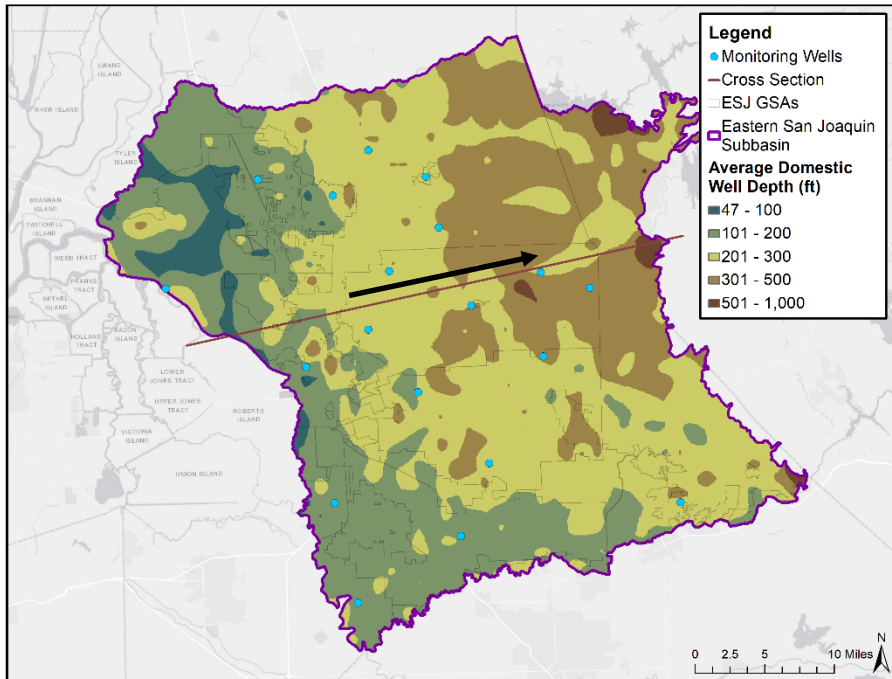 Legend
Monitoring Wells
Cross Section
ESJ GSAs
Eastern San Joaquin
Subbasin
Average Domestic
Well Depth (ft)
47 - 100
101 - 200
201 - 300
301 - 500
501 - 1,000
GRAND
ISLAND
RYER ISLAND
TYLER
ISLAND
BRANNAN
ISLAND
TWITCHELL
ISLAND
WEBB TRACT
FRANKS
TRACT
BETHEL
ISLAND
HOLLAND
TRACT
BACON
ISLAND
LOWER
JONES TRACT
UPPER JONES
TRACT
ROBERTS
ISLAND
VICTORIA
ISLAND
UNION ISLAND
N
0 2.5 5 10 Miles